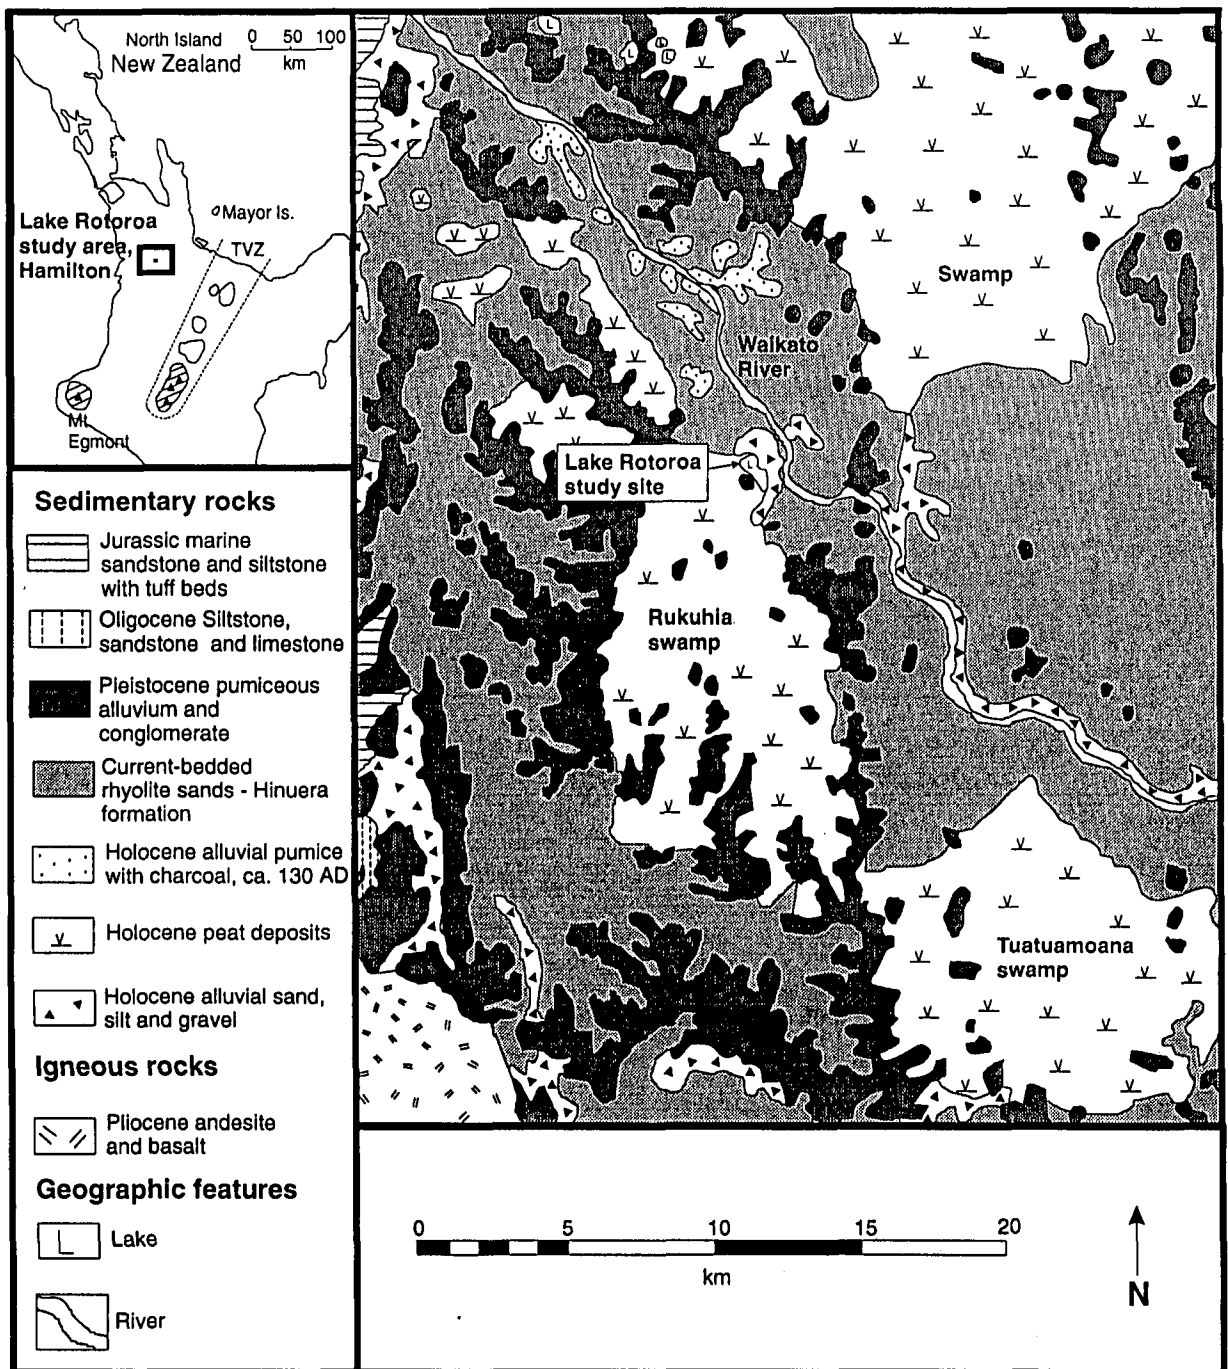 North Island
New Zealand
0 50 100
km
Lake Rotoroa
study area,
Hamilton
Mayor Is.
TVZ
Mt
Egmont
Sedimentary rocks
Jurassic marine
sandstone and siltstone
with tuff beds
Oligocene Siltstone,
sandstone and limestone
Pleistocene pumiceous
alluvium and
conglomerate
Current-bedded
rhyolite sands - Hinuera
formation
Holocene alluvial pumice
with charcoal, ca. 130 AD
Holocene peat deposits
Holocene alluvial sand,
silt and gravel
Igneous rocks
Pliocene andesite
and basalt
Geographic features
L
Lake
River
Swamp
Waikato
River
Lake Rotoroa
study site
Rukuhia
swamp
Tuatuamoana
swamp
0 5 10 15 20
km
N